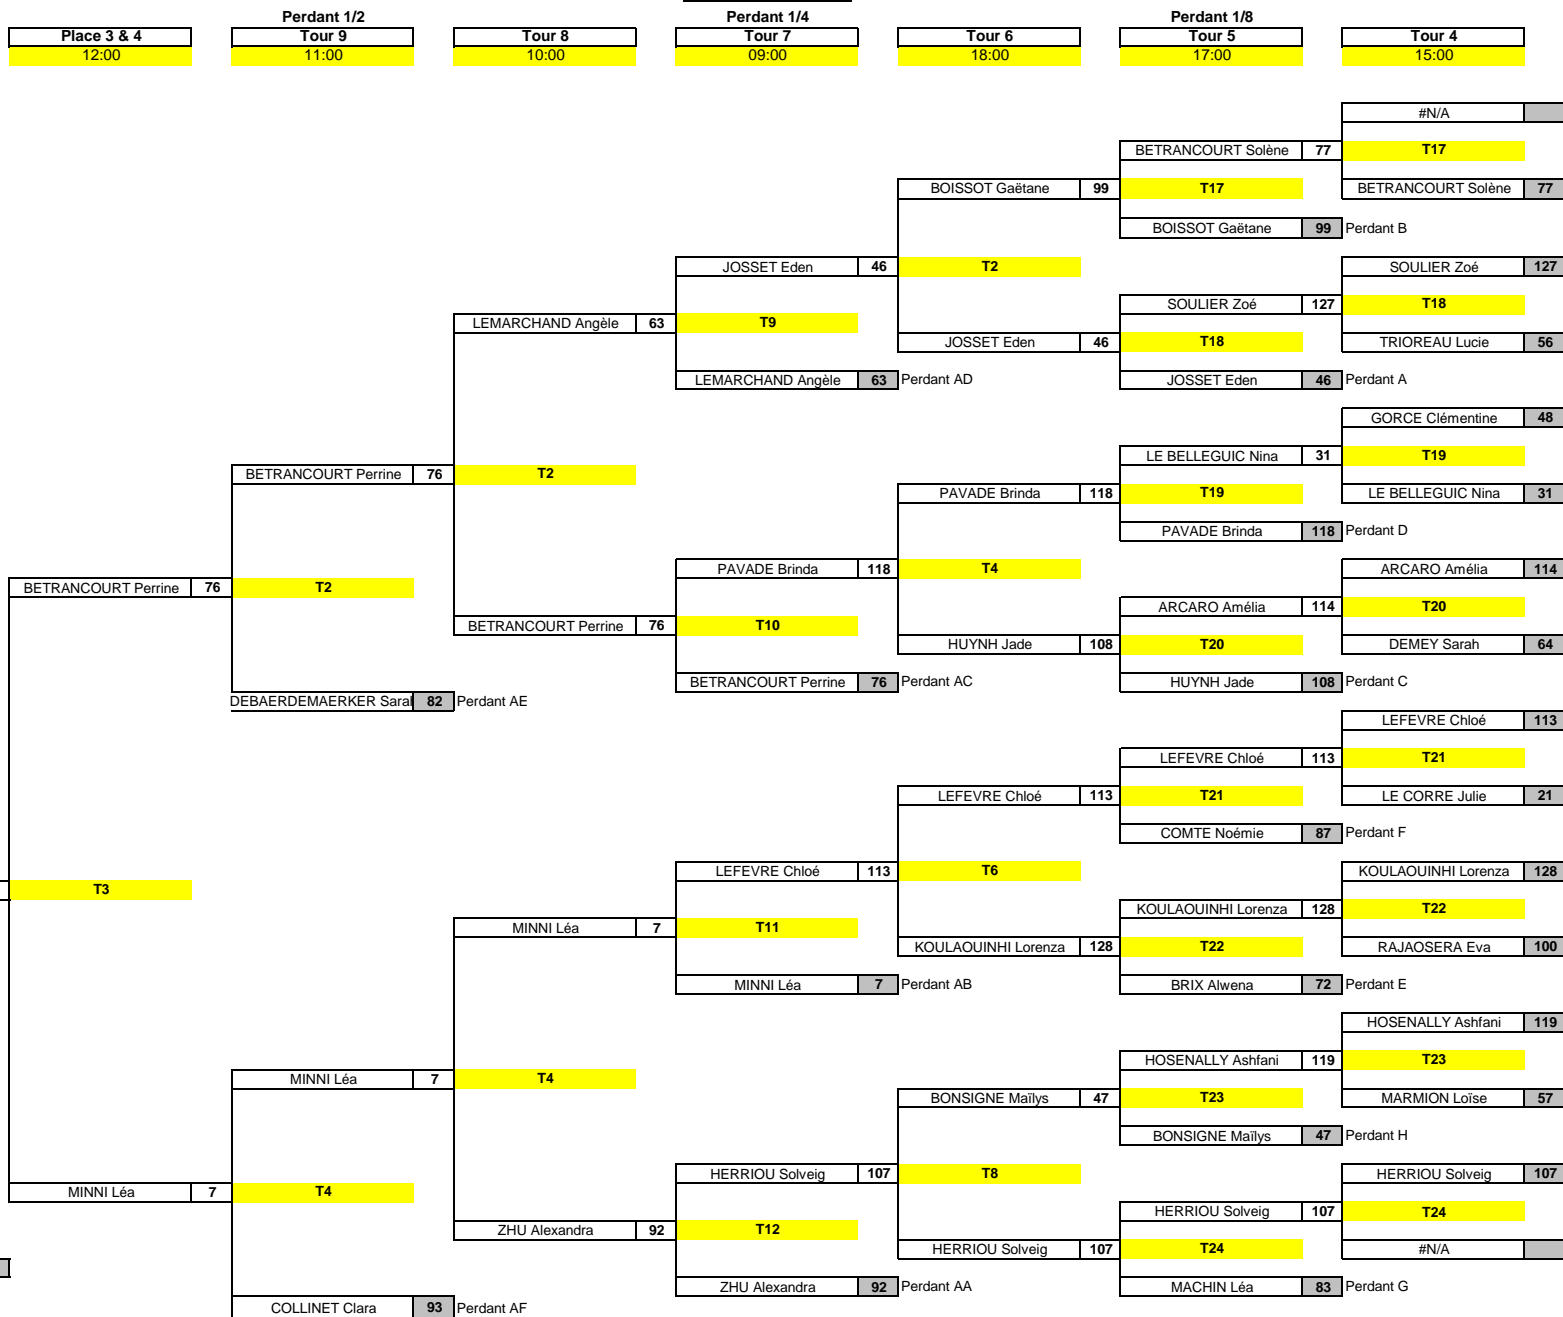 Perdant 1/2 Perdant 1/4 Perdant 1/8
Place 3 & 4 Tour 9 Tour 8 Tour 7 Tour 6 Tour 5 Tour 4
12:00 11:00 10:00 09:00 18:00 17:00 15:00
#N/A
BETRANCOURT Solène 77 T17
BOISSOT Gaëtane 99 T17 BETRANCOURT Solène 77
BOISSOT Gaëtane 99 Perdant B
JOSSET Eden 46 T2 SOULIER Zoé 127
SOULIER Zoé 127 T18
LEMARCHAND Angèle 63 T9
JOSSET Eden 46 T18 TRIOREAU Lucie 56
LEMARCHAND Angèle 63 Perdant AD JOSSET Eden 46 Perdant A
GORCE Clémentine 48
LE BELLEGUIC Nina 31 T19
BETRANCOURT Perrine 76 T2
PAVADE Brinda 118 T19 LE BELLEGUIC Nina 31
PAVADE Brinda 118 Perdant D
PAVADE Brinda 118 T4 ARCARO Amélia 114
BETRANCOURT Perrine 76 T2
ARCARO Amélia 114 T20
BETRANCOURT Perrine 76 T10
HUYNH Jade 108 T20 DEMEY Sarah 64
BETRANCOURT Perrine 76 Perdant AC HUYNH Jade 108 Perdant C
DEBAERDEMAERKER Sarah 82 Perdant AE
LEFEVRE Chloé 113
LEFEVRE Chloé 113 T21
LEFEVRE Chloé 113 T21 LE CORRE Julie 21
COMTE Noémie 87 Perdant F
LEFEVRE Chloé 113 T6 KOULAOUINHI Lorenza 128
T3
KOULAOUINHI Lorenza 128 T22
MINNI Léa 7 T11
KOULAOUINHI Lorenza 128 T22 RAJAOSERA Eva 100
MINNI Léa 7 Perdant AB BRIX Alwena 72 Perdant E
HOSENALLY Ashfani 119
HOSENALLY Ashfani 119 T23
MINNI Léa 7 T4
BONSIGNE Maïlys 47 T23 MARMION Loïse 57
BONSIGNE Maïlys 47 Perdant H
HERRIOU Solveig 107 T8 HERRIOU Solveig 107
MINNI Léa 7 T4
HERRIOU Solveig 107 T24
ZHU Alexandra 92 T12
HERRIOU Solveig 107 T24 #N/A
ZHU Alexandra 92 Perdant AA MACHIN Léa 83 Perdant G
COLLINET Clara 93 Perdant AF